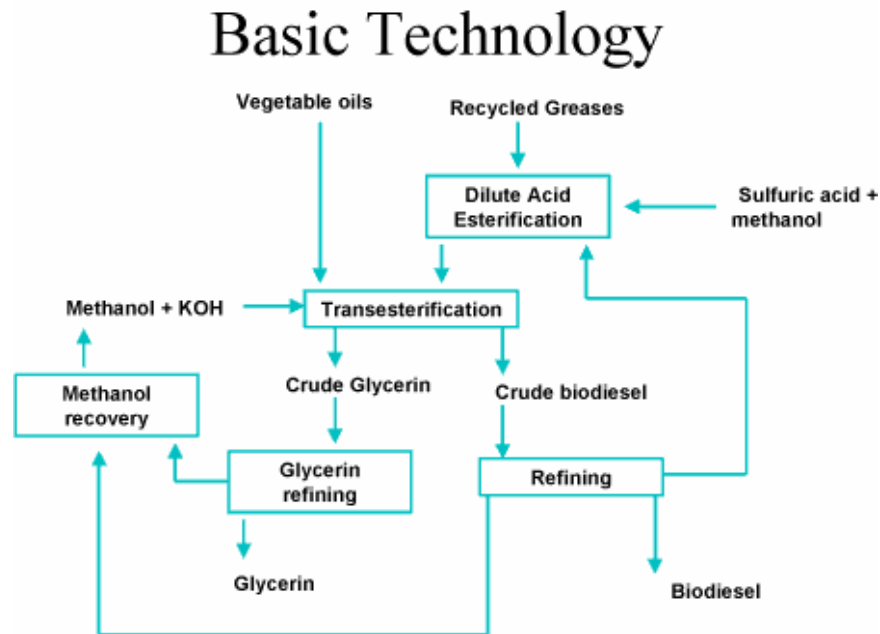 Basic Technology
Vegetable oils
Recycled Greases
Dilute Acid
Esterification
Sulfuric acid +
methanol
Methanol + KOH
Transesterification
Methanol
recovery
Crude Glycerin
Crude biodiesel
Glycerin
refining
Refining
Glycerin
Biodiesel